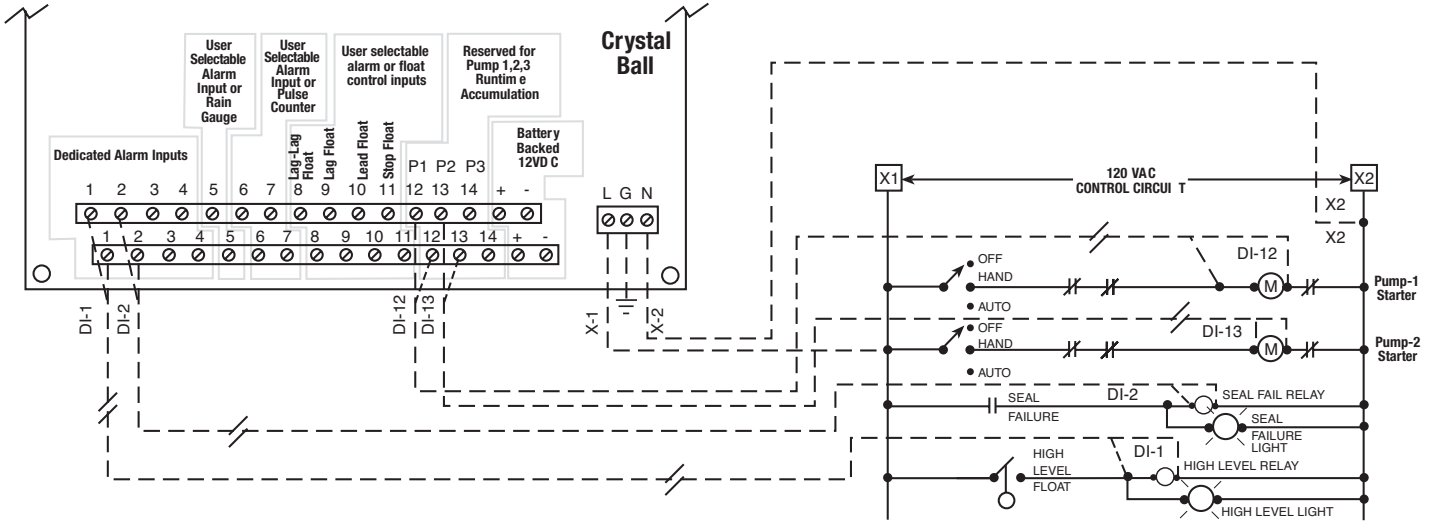 Crystal
Ball
User
Selectable
Alarm
Input or
Rain
Gauge
User
Selectable
Alarm
Input or
Pulse
Counter
User selectable
alarm or float
control inputs
Reserved for
Pump 1,2,3
Runtim e
Accumulation
Battery
Backed
12VD C
Dedicated Alarm Inputs
Lag-Lag
Float
Lag Float
Lead Float
Stop Float
P1 P2 P3
1 2 3 4 5 6 7 8 9 10 11 12 13 14 + -
1 2 3 4 5 6 7 8 9 10 11 12 13 14 + -
L G N
DI-1
DI-2
DI-12
DI-13
X-1
X-2
X1
120 VAC
CONTROL CIRCUI T
X2
X2
X2
OFF
HAND
AUTO
DI-12
M
Pump-1
Starter
OFF
HAND
AUTO
DI-13
M
Pump-2
Starter
SEAL
FAILURE
DI-2
SEAL FAIL RELAY
SEAL
FAILURE
LIGHT
HIGH
LEVEL
FLOAT
DI-1
HIGH LEVEL RELAY
HIGH LEVEL LIGHT